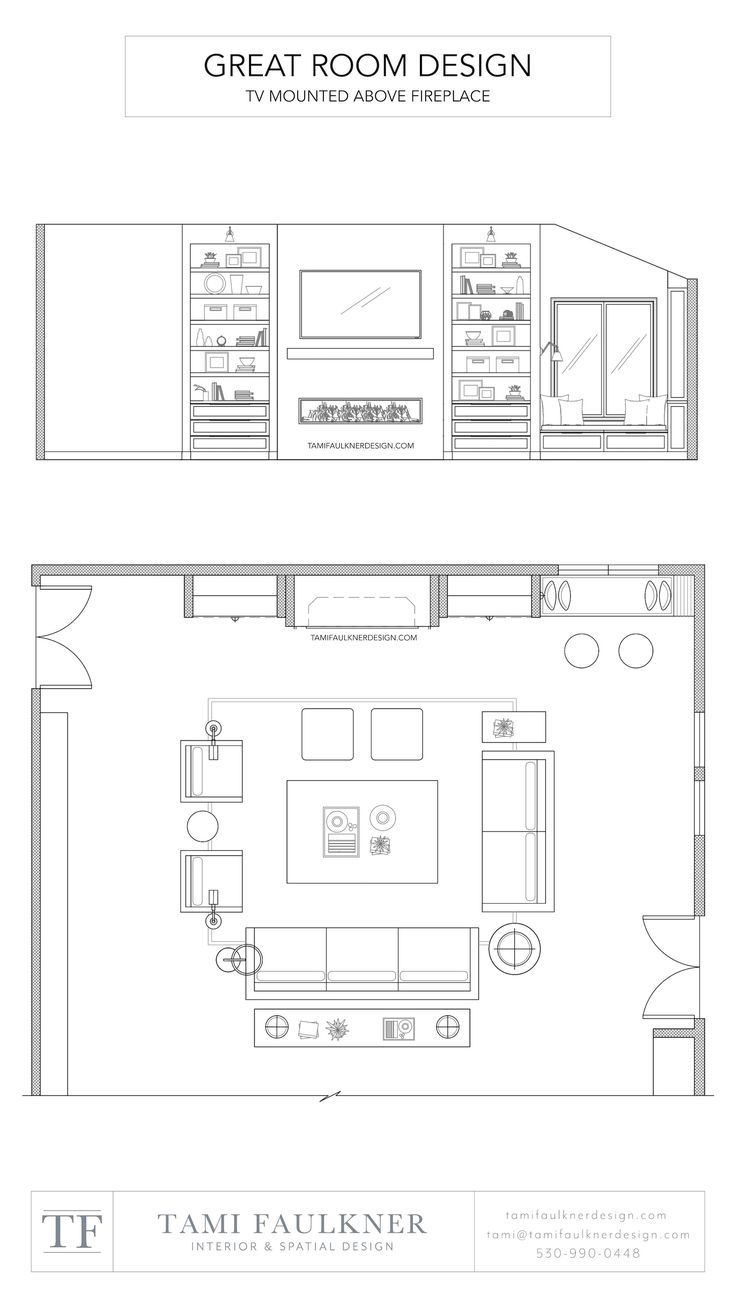 GREAT ROOM DESIGN
TV MOUNTED ABOVE FIREPLACE
TAMIFAULKNERDESIGN.COM
TAMIFAULKNERDESIGN.COM
TF
TAMI FAULKNER
INTERIOR & SPATIAL DESIGN
tamifaulknerdesign.com
tami@tamifaulknerdesign.com
530-990-0448